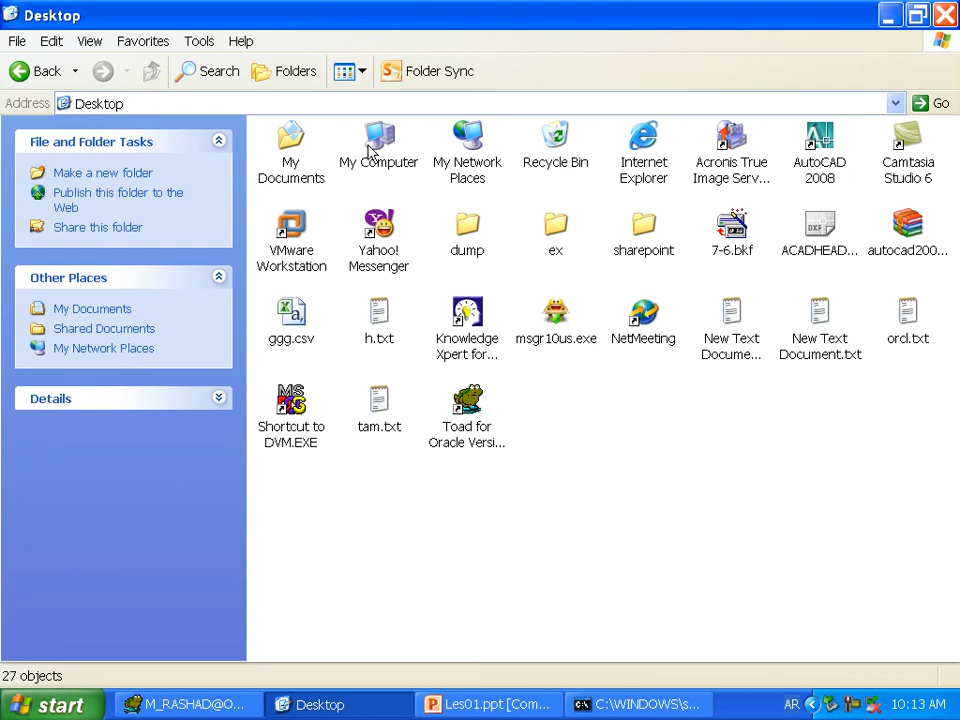 Desktop
File Edit View Favorites Tools Help
Back Search Folders Folder Sync
Address Desktop Go
File and Folder Tasks
Make a new folder
Publish this folder to the
Web
Share this folder
Other Places
My Documents
Shared Documents
My Network Places
Details
My
Documents
My Computer
My Network
Places
Recycle Bin
Internet
Explorer
Acronis True
Image Serv...
AutoCAD
2008
Camtasia
Studio 6
VMware
Workstation
Yahoo!
Messenger
dump
ex
sharepoint
7-6.bkf
DXF
ACADHEAD...
autocad200...
ggg.csv
h.txt
Knowledge
Xpert for...
msgr10us.exe
NetMeeting
New Text
Docume...
New Text
Document.txt
orcl.txt
MS
Shortcut to
DVM.EXE
tam.txt
Toad for
Oracle Versi...
27 objects
start M_RASHAD@O... Desktop Les01.ppt [Com... C:\WINDOWS\s... AR 10:13 AM